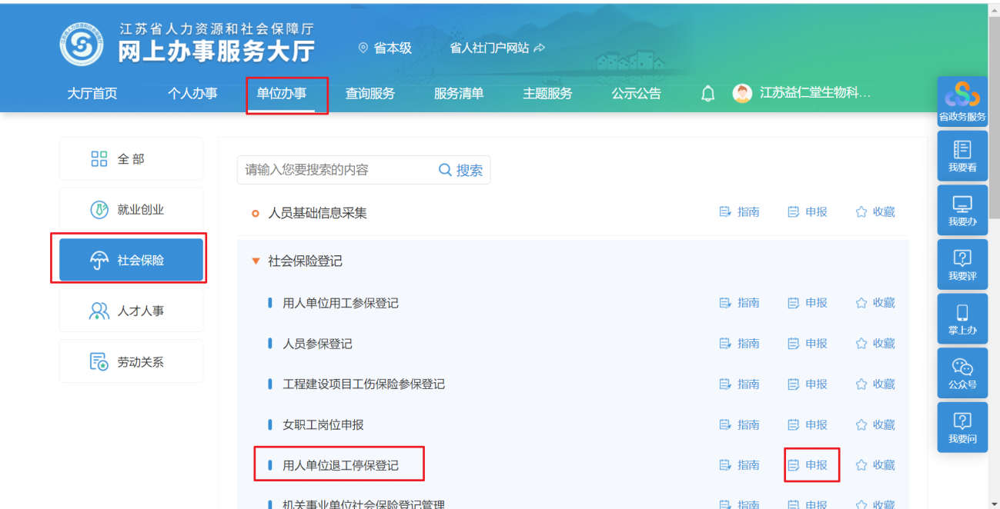 江苏省人力资源和社会保障厅
网上办事服务大厅
省本级
省人社门户网站
大厅首页 个人办事 单位办事 查询服务 服务清单 主题服务 公示公告 江苏益仁堂生物科...
省政务服务
我要看
我要办
我要评
掌上办
公众号
我要问
全部
就业创业
社会保险
人才人事
劳动关系
请输入您要搜索的内容 搜索
人员基础信息采集 指南 申报 收藏
社会保险登记
用人单位用工参保登记 指南 申报 收藏
人员参保登记 指南 申报 收藏
工程建设项目工伤保险参保登记 指南 申报 收藏
女职工岗位申报 指南 申报 收藏
用人单位退工停保登记 指南 申报 收藏
机关事业单位社会保险登记管理 指南 申报 收藏